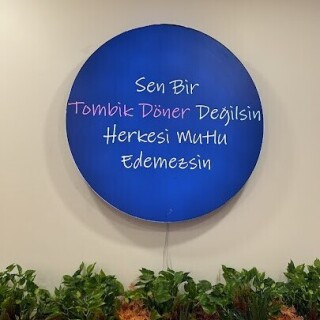 Sen Bir
Tombik Döner Değilsin
Herkesi Mutlu
Edemezsin